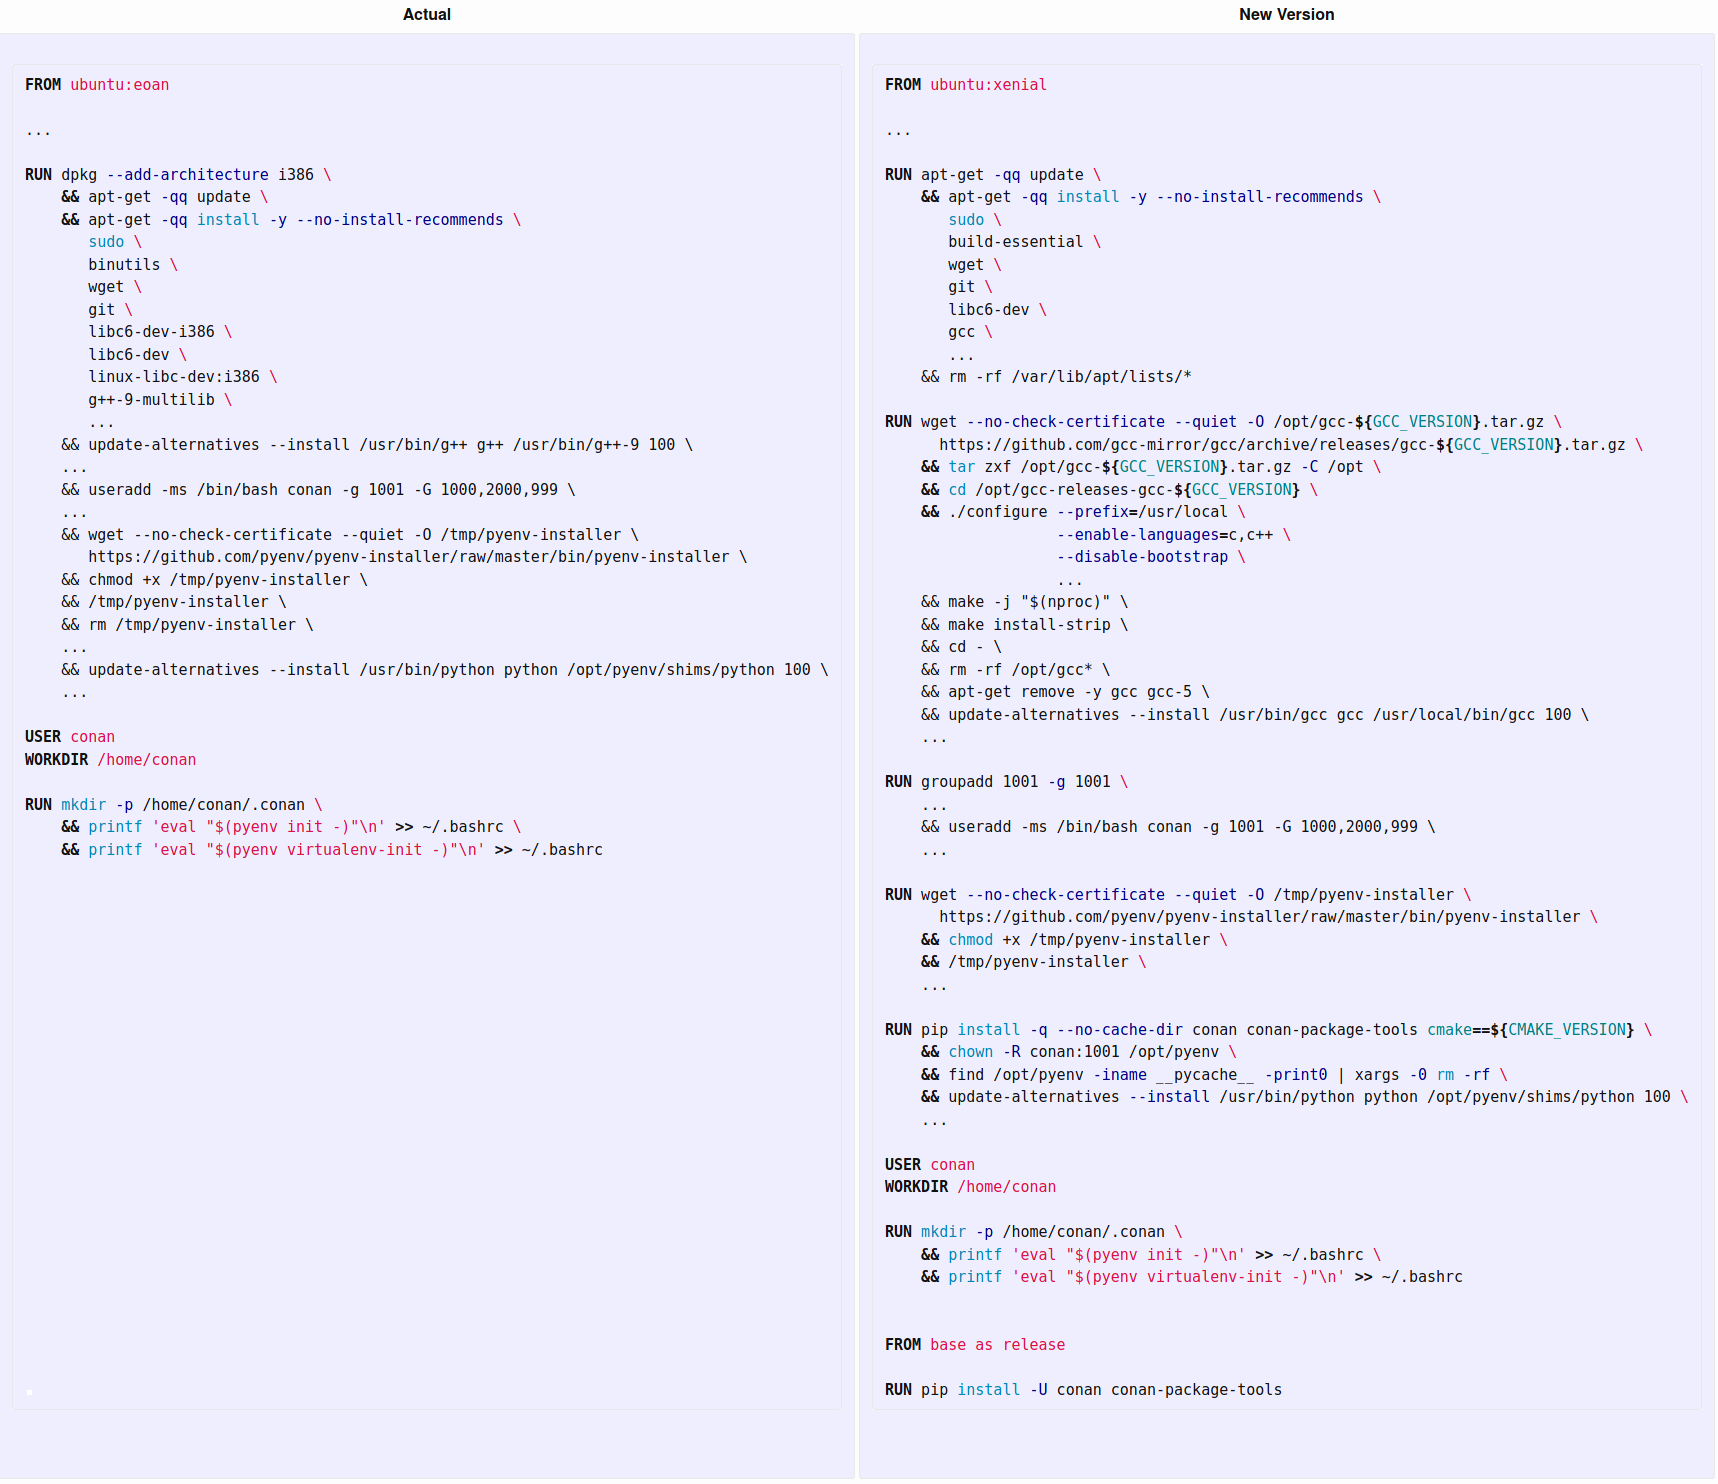 Actual
FROM ubuntu:eoan
...
RUN dpkg --add-architecture i386 \
    && apt-get -qq update \
    && apt-get -qq install -y --no-install-recommends \
       sudo \
       binutils \
       wget \
       git \
       libc6-dev-i386 \
       libc6-dev \
       linux-libc-dev:i386 \
       g++-9-multilib \
       ...
    && update-alternatives --install /usr/bin/g++ g++ /usr/bin/g++-9 100 \
    ...
    && useradd -ms /bin/bash conan -g 1001 -G 1000,2000,999 \
    ...
    && wget --no-check-certificate --quiet -O /tmp/pyenv-installer \
       https://github.com/pyenv/pyenv-installer/raw/master/bin/pyenv-installer \
    && chmod +x /tmp/pyenv-installer \
    && /tmp/pyenv-installer \
    && rm /tmp/pyenv-installer \
    ...
    && update-alternatives --install /usr/bin/python python /opt/pyenv/shims/python 100 \
    ...
USER conan
WORKDIR /home/conan
RUN mkdir -p /home/conan/.conan \
    && printf 'eval "$(pyenv init -)"\n' >> ~/.bashrc \
    && printf 'eval "$(pyenv virtualenv-init -)"\n' >> ~/.bashrc
New Version
FROM ubuntu:xenial
...
RUN apt-get -qq update \
    && apt-get -qq install -y --no-install-recommends \
       sudo \
       build-essential \
       wget \
       git \
       libc6-dev \
       gcc \
       ...
    && rm -rf /var/lib/apt/lists/*
RUN wget --no-check-certificate --quiet -O /opt/gcc-${GCC_VERSION}.tar.gz \
      https://github.com/gcc-mirror/gcc/archive/releases/gcc-${GCC_VERSION}.tar.gz \
    && tar zxf /opt/gcc-${GCC_VERSION}.tar.gz -C /opt \
    && cd /opt/gcc-releases-gcc-${GCC_VERSION} \
    && ./configure --prefix=/usr/local \
                   --enable-languages=c,c++ \
                   --disable-bootstrap \
                   ...
    && make -j "$(nproc)" \
    && make install-strip \
    && cd - \
    && rm -rf /opt/gcc* \
    && apt-get remove -y gcc gcc-5 \
    && update-alternatives --install /usr/bin/gcc gcc /usr/local/bin/gcc 100 \
    ...
RUN groupadd 1001 -g 1001 \
    ...
    && useradd -ms /bin/bash conan -g 1001 -G 1000,2000,999 \
    ...
RUN wget --no-check-certificate --quiet -O /tmp/pyenv-installer \
      https://github.com/pyenv/pyenv-installer/raw/master/bin/pyenv-installer \
    && chmod +x /tmp/pyenv-installer \
    && /tmp/pyenv-installer \
    ...
RUN pip install -q --no-cache-dir conan conan-package-tools cmake==${CMAKE_VERSION} \
    && chown -R conan:1001 /opt/pyenv \
    && find /opt/pyenv -iname __pycache__ -print0 | xargs -0 rm -rf \
    && update-alternatives --install /usr/bin/python python /opt/pyenv/shims/python 100 \
    ...
USER conan
WORKDIR /home/conan
RUN mkdir -p /home/conan/.conan \
    && printf 'eval "$(pyenv init -)"\n' >> ~/.bashrc \
    && printf 'eval "$(pyenv virtualenv-init -)"\n' >> ~/.bashrc
FROM base as release
RUN pip install -U conan conan-package-tools